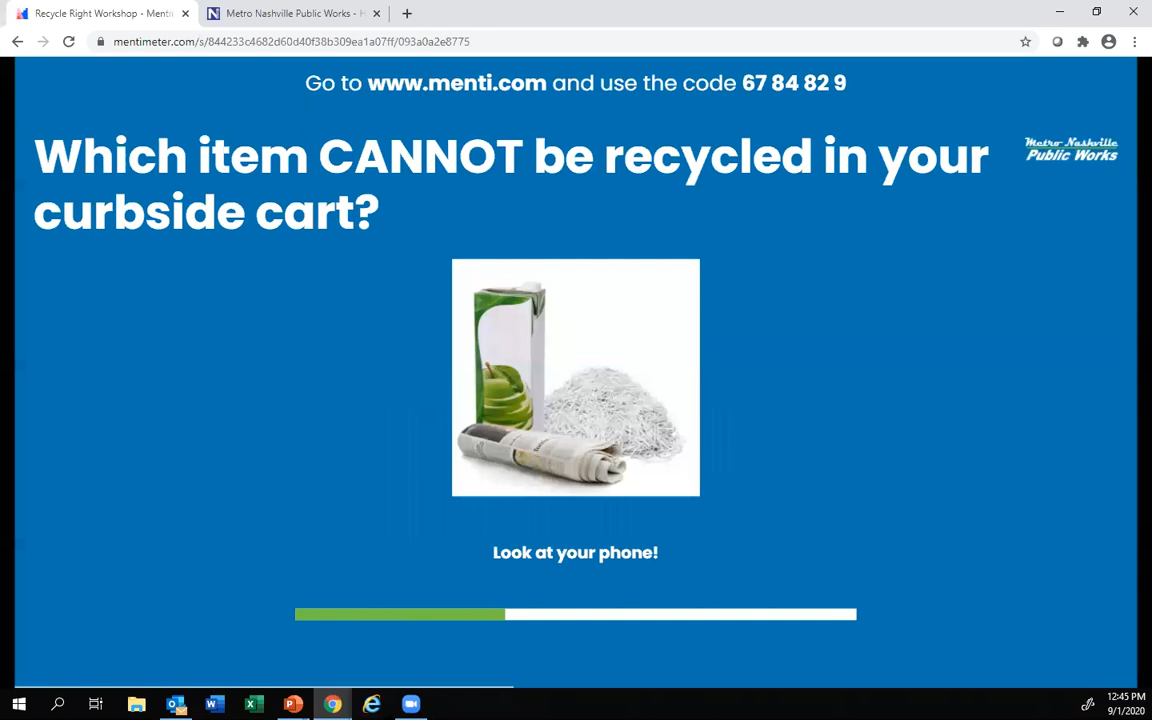 Recycle Right Workshop - Menti
Metro Nashville Public Works - H
mentimeter.com/s/844233c4682d60d40f38b309ea1a07ff/093a0a2e8775
Go to www.menti.com and use the code 67 84 82 9
Which item CANNOT be recycled in your
curbside cart?
Metro Nashville
Public Works
Look at your phone!
12:45 PM
9/1/2020